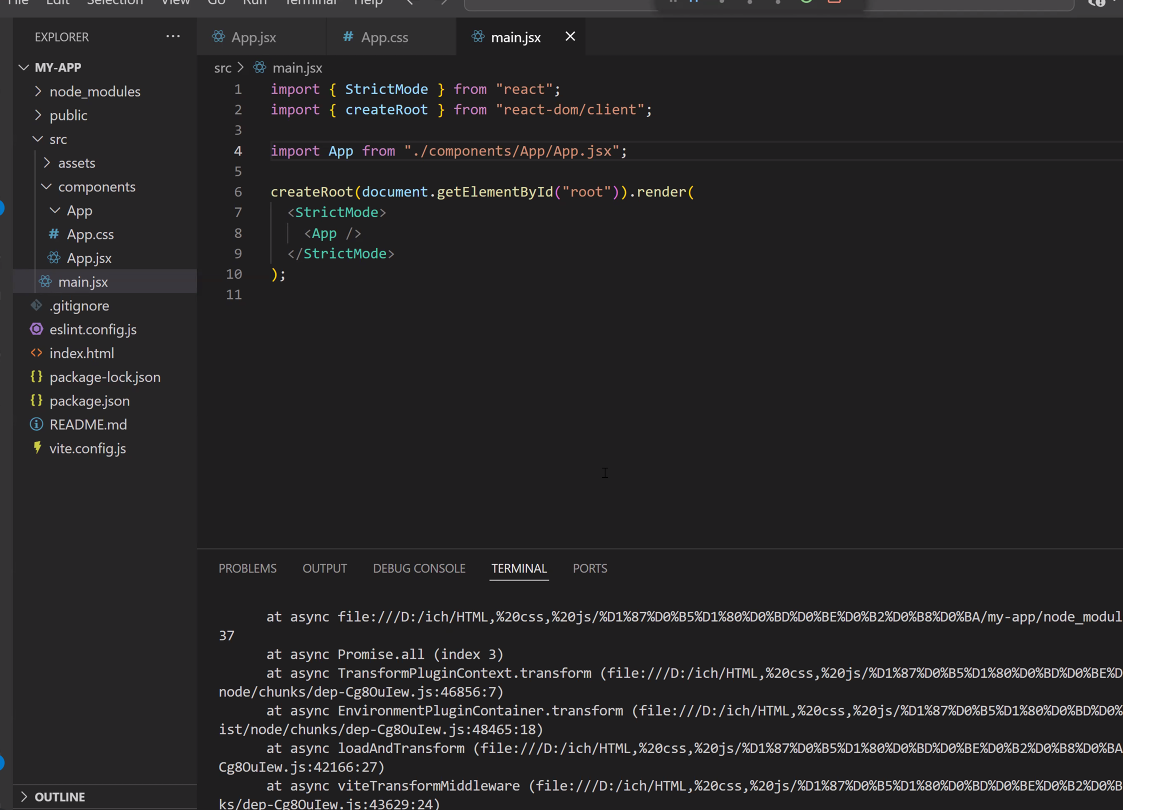 File Edit Selection View Go Run Terminal Help
EXPLORER
App.jsx
App.css
main.jsx
MY-APP
src > main.jsx
node_modules
public
src
assets
components
App
App.css
App.jsx
main.jsx
.gitignore
eslint.config.js
index.html
package-lock.json
package.json
README.md
vite.config.js
OUTLINE
1 import { StrictMode } from "react";
2 import { createRoot } from "react-dom/client";
3
4 import App from "./components/App/App.jsx";
5
6 createRoot(document.getElementById("root")).render(
7 <StrictMode>
8 <App />
9 </StrictMode>
10 );
11
PROBLEMS OUTPUT DEBUG CONSOLE TERMINAL PORTS
at async file:///D:/ich/HTML,%20css,%20js/%D1%87%D0%B5%D1%80%D0%BD%D0%BE%D0%B2%D0%B8%D0%BA/my-app/node_modul
37
at async Promise.all (index 3)
at async TransformPluginContext.transform (file:///D:/ich/HTML,%20css,%20js/%D1%87%D0%B5%D1%80%D0%BD%D0%BE%D
node/chunks/dep-Cg8OuIew.js:46856:7)
at async EnvironmentPluginContainer.transform (file:///D:/ich/HTML,%20css,%20js/%D1%87%D0%B5%D1%80%D0%BD%D0%
ist/node/chunks/dep-Cg8OuIew.js:48465:18)
at async loadAndTransform (file:///D:/ich/HTML,%20css,%20js/%D1%87%D0%B5%D1%80%D0%BD%D0%BE%D0%B2%D0%B8%D0%BA
Cg8OuIew.js:42166:27)
at async viteTransformMiddleware (file:///D:/ich/HTML,%20css,%20js/%D1%87%D0%B5%D1%80%D0%BD%D0%BE%D0%B2%D0%B
ks/dep-Cg8OuIew.js:43629:24)